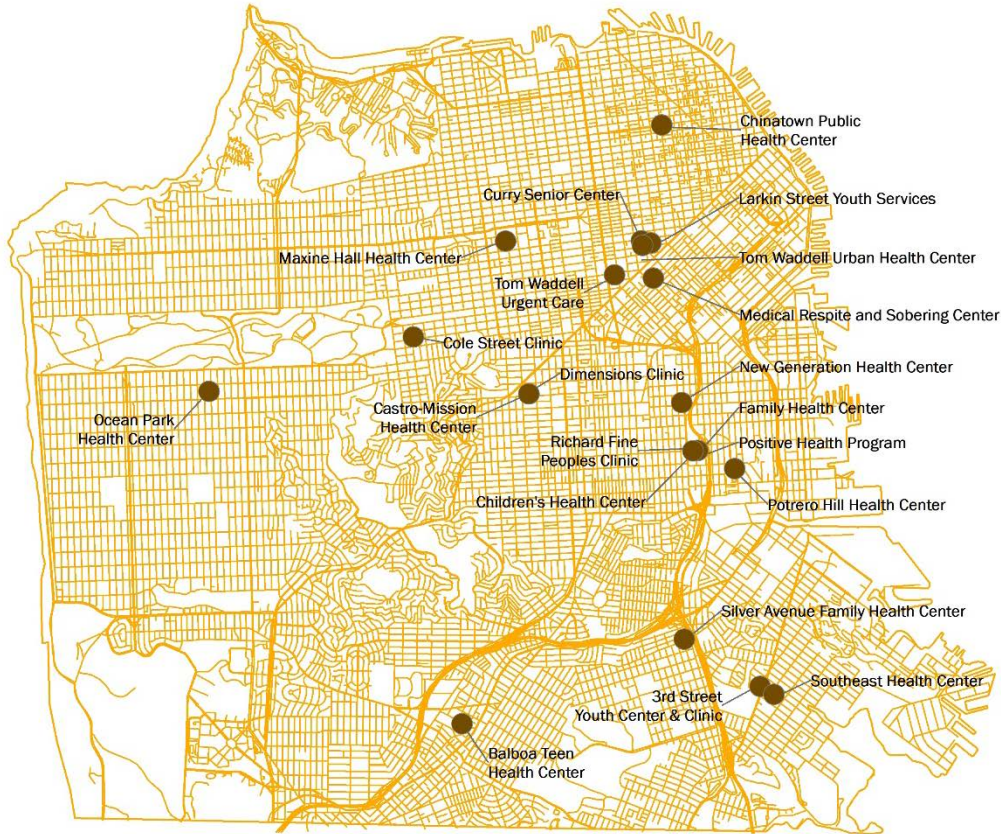 Chinatown Public
Health Center
Curry Senior Center
Larkin Street Youth Services
Maxine Hall Health Center
Tom Waddell Urban Health Center
Tom Waddell
Urgent Care
Medical Respite and Sobering Center
Cole Street Clinic
New Generation Health Center
Dimensions Clinic
Castro-Mission
Health Center
Family Health Center
Ocean Park
Health Center
Richard Fine
Peoples Clinic
Positive Health Program
Children's Health Center
Potrero Hill Health Center
Silver Avenue Family Health Center
Southeast Health Center
3rd Street
Youth Center & Clinic
Balboa Teen
Health Center